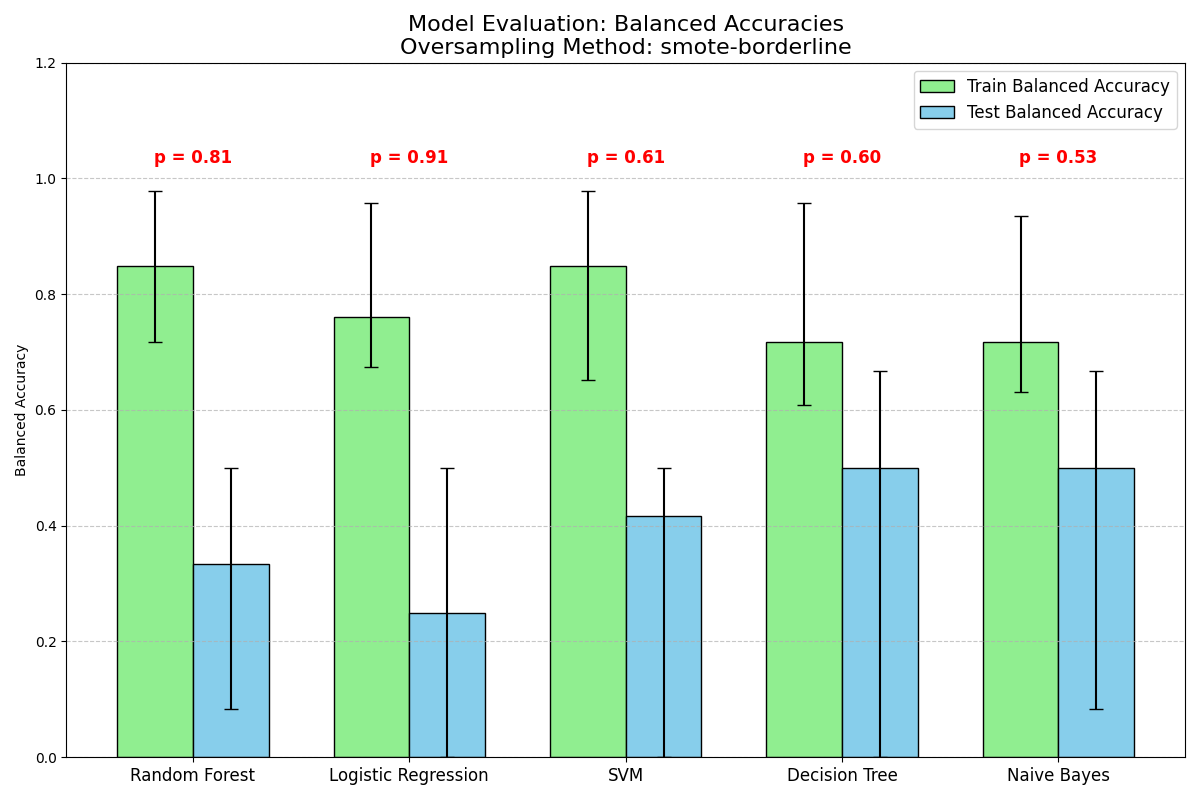 Model Evaluation: Balanced Accuracies
Oversampling Method: smote-borderline
Train Balanced Accuracy
Test Balanced Accuracy
p = 0.81
p = 0.91
p = 0.61
p = 0.60
p = 0.53
Balanced Accuracy
1.2
1.0
0.8
0.6
0.4
0.2
0.0
Random Forest
Logistic Regression
SVM
Decision Tree
Naive Bayes